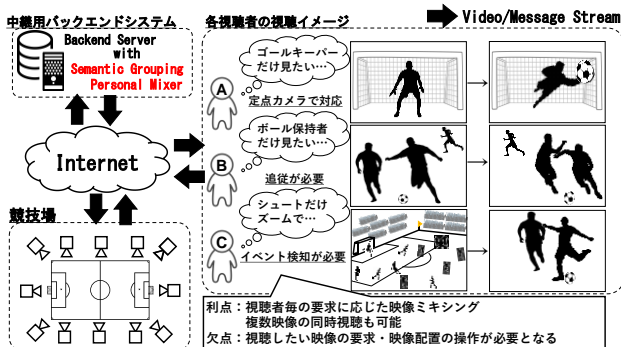 中継用バックエンドシステム
Backend Server
with
Semantic Grouping
Personal Mixer
Internet
競技場
各視聴者の視聴イメージ
Video/Message Stream
ゴールキーパー
だけ見たい…
A
定点カメラで対応
ボール保持者
だけ見たい…
B
追従が必要
シュートだけ
ズームで…
C
イベント検知が必要
利点：視聴者毎の要求に応じた映像ミキシング
複数映像の同時視聴も可能
欠点：視聴したい映像の要求・映像配置の操作が必要となる